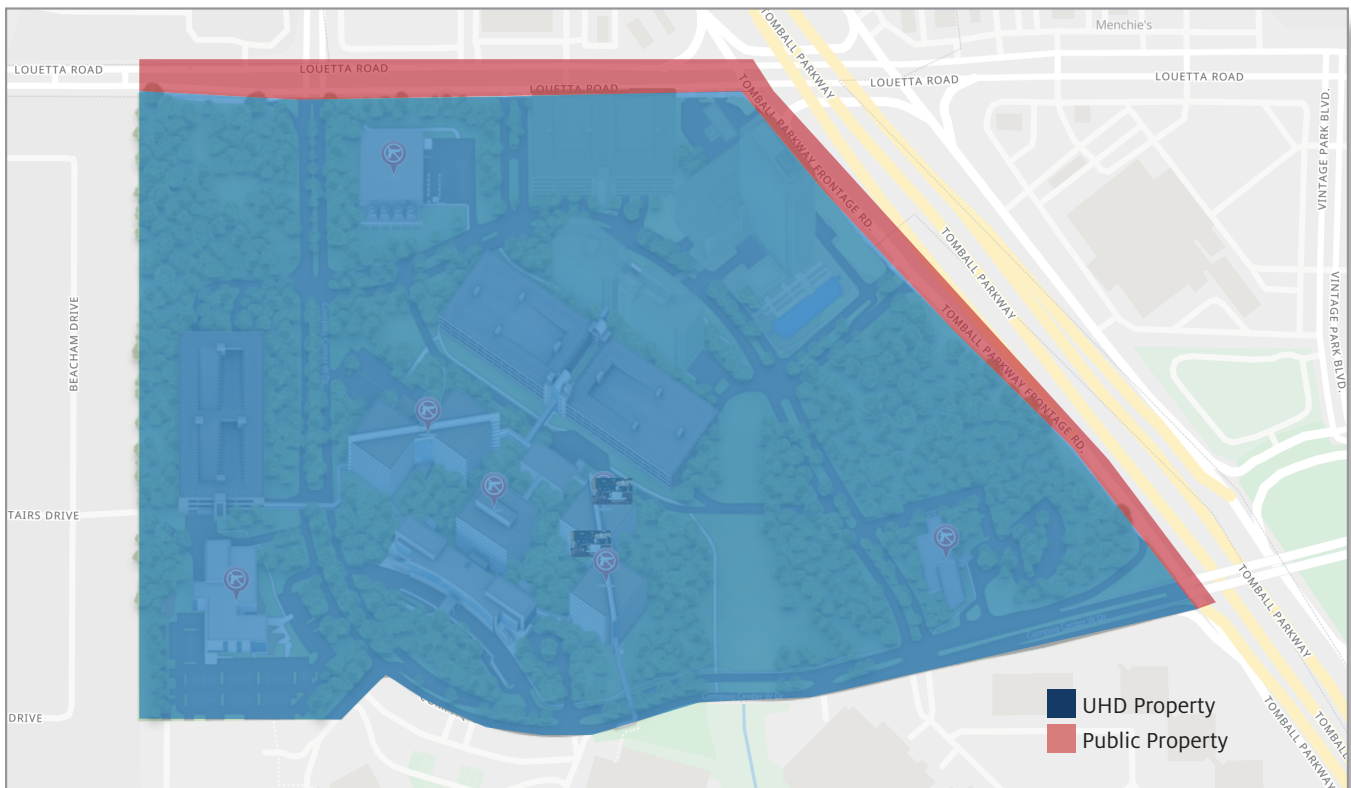 Menchie's
TOMBALL PARKWAY
LOUETTA ROAD
LOUETTA ROAD
LOUETTA ROAD
LOUETTA ROAD
LOUETTA ROAD
TOMBALL PARKWAY FRONTAGE RD.
VINTAGE PARK BLVD.
TOMBALL PARKWAY
BEACHAM DRIVE
VINTAGE PARK BLVD.
TOMBALL PARKWAY FRONTAGE RD.
TAIRS DRIVE
TOMBALL PARKWAY
DRIVE
TOMBALL PARKWAY
TOMBALL
UHD Property
Public Property